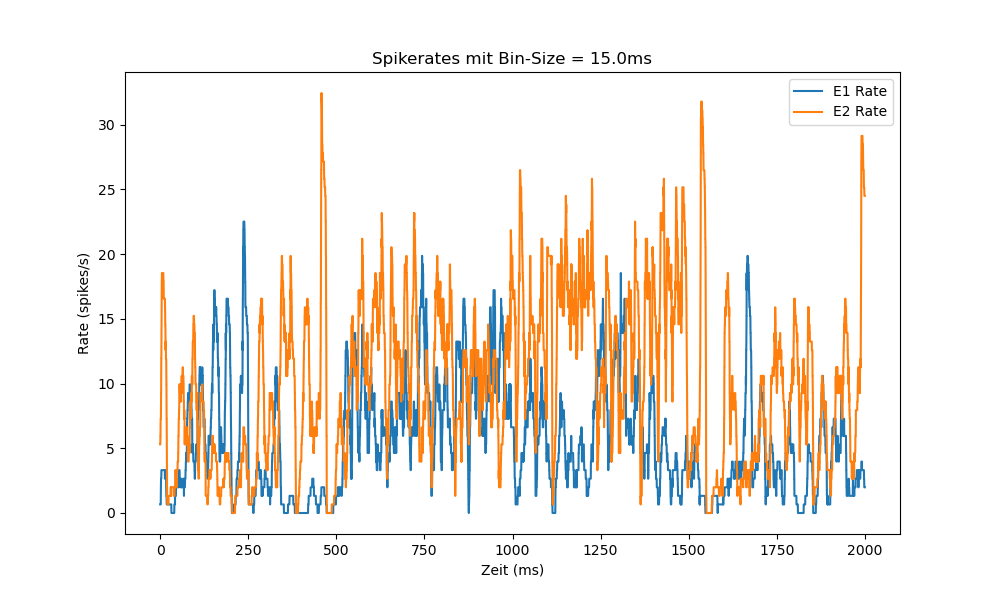 Spikerates mit Bin-Size = 15.0ms
E1 Rate
E2 Rate
Rate (spikes/s)
30
25
20
15
10
5
0
0 250 500 750 1000 1250 1500 1750 2000
Zeit (ms)